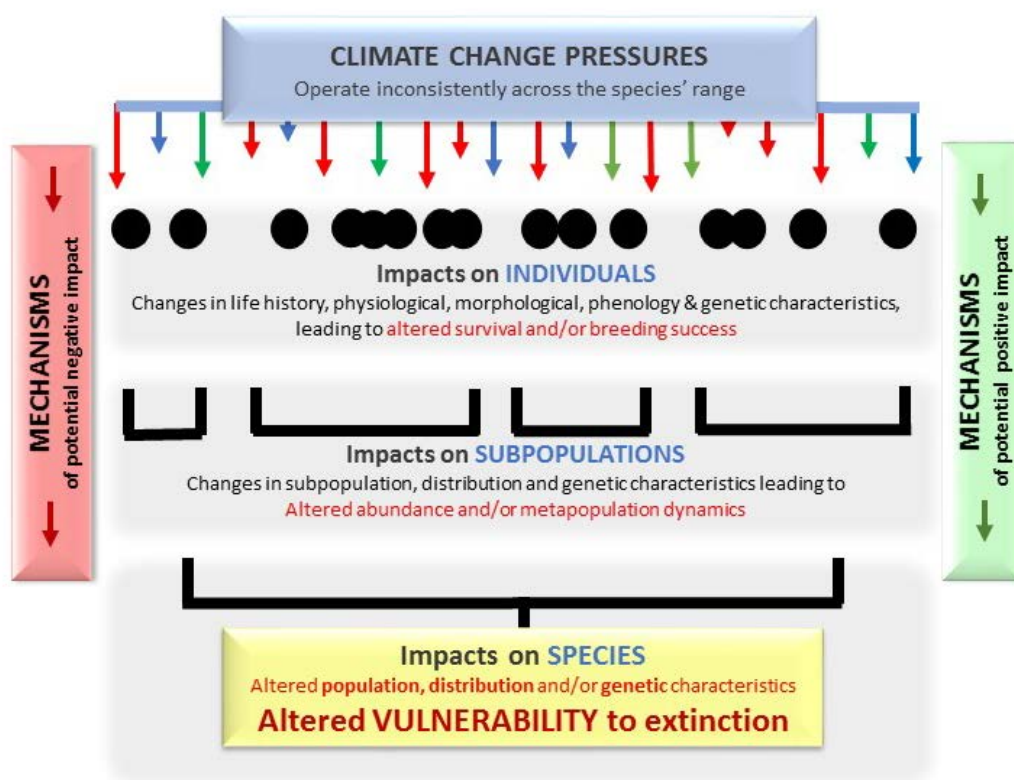 CLIMATE CHANGE PRESSURES
Operate inconsistently across the species' range
MECHANISMS
of potential negative impact
Impacts on INDIVIDUALS
Changes in life history, physiological, morphological, phenology & genetic characteristics,
leading to altered survival and/or breeding success
Impacts on SUBPOPULATIONS
Changes in subpopulation, distribution and genetic characteristics leading to
Altered abundance and/or metapopulation dynamics
Impacts on SPECIES
Altered population, distribution and/or genetic characteristics
Altered VULNERABILITY to extinction
MECHANISMS
of potential positive impact